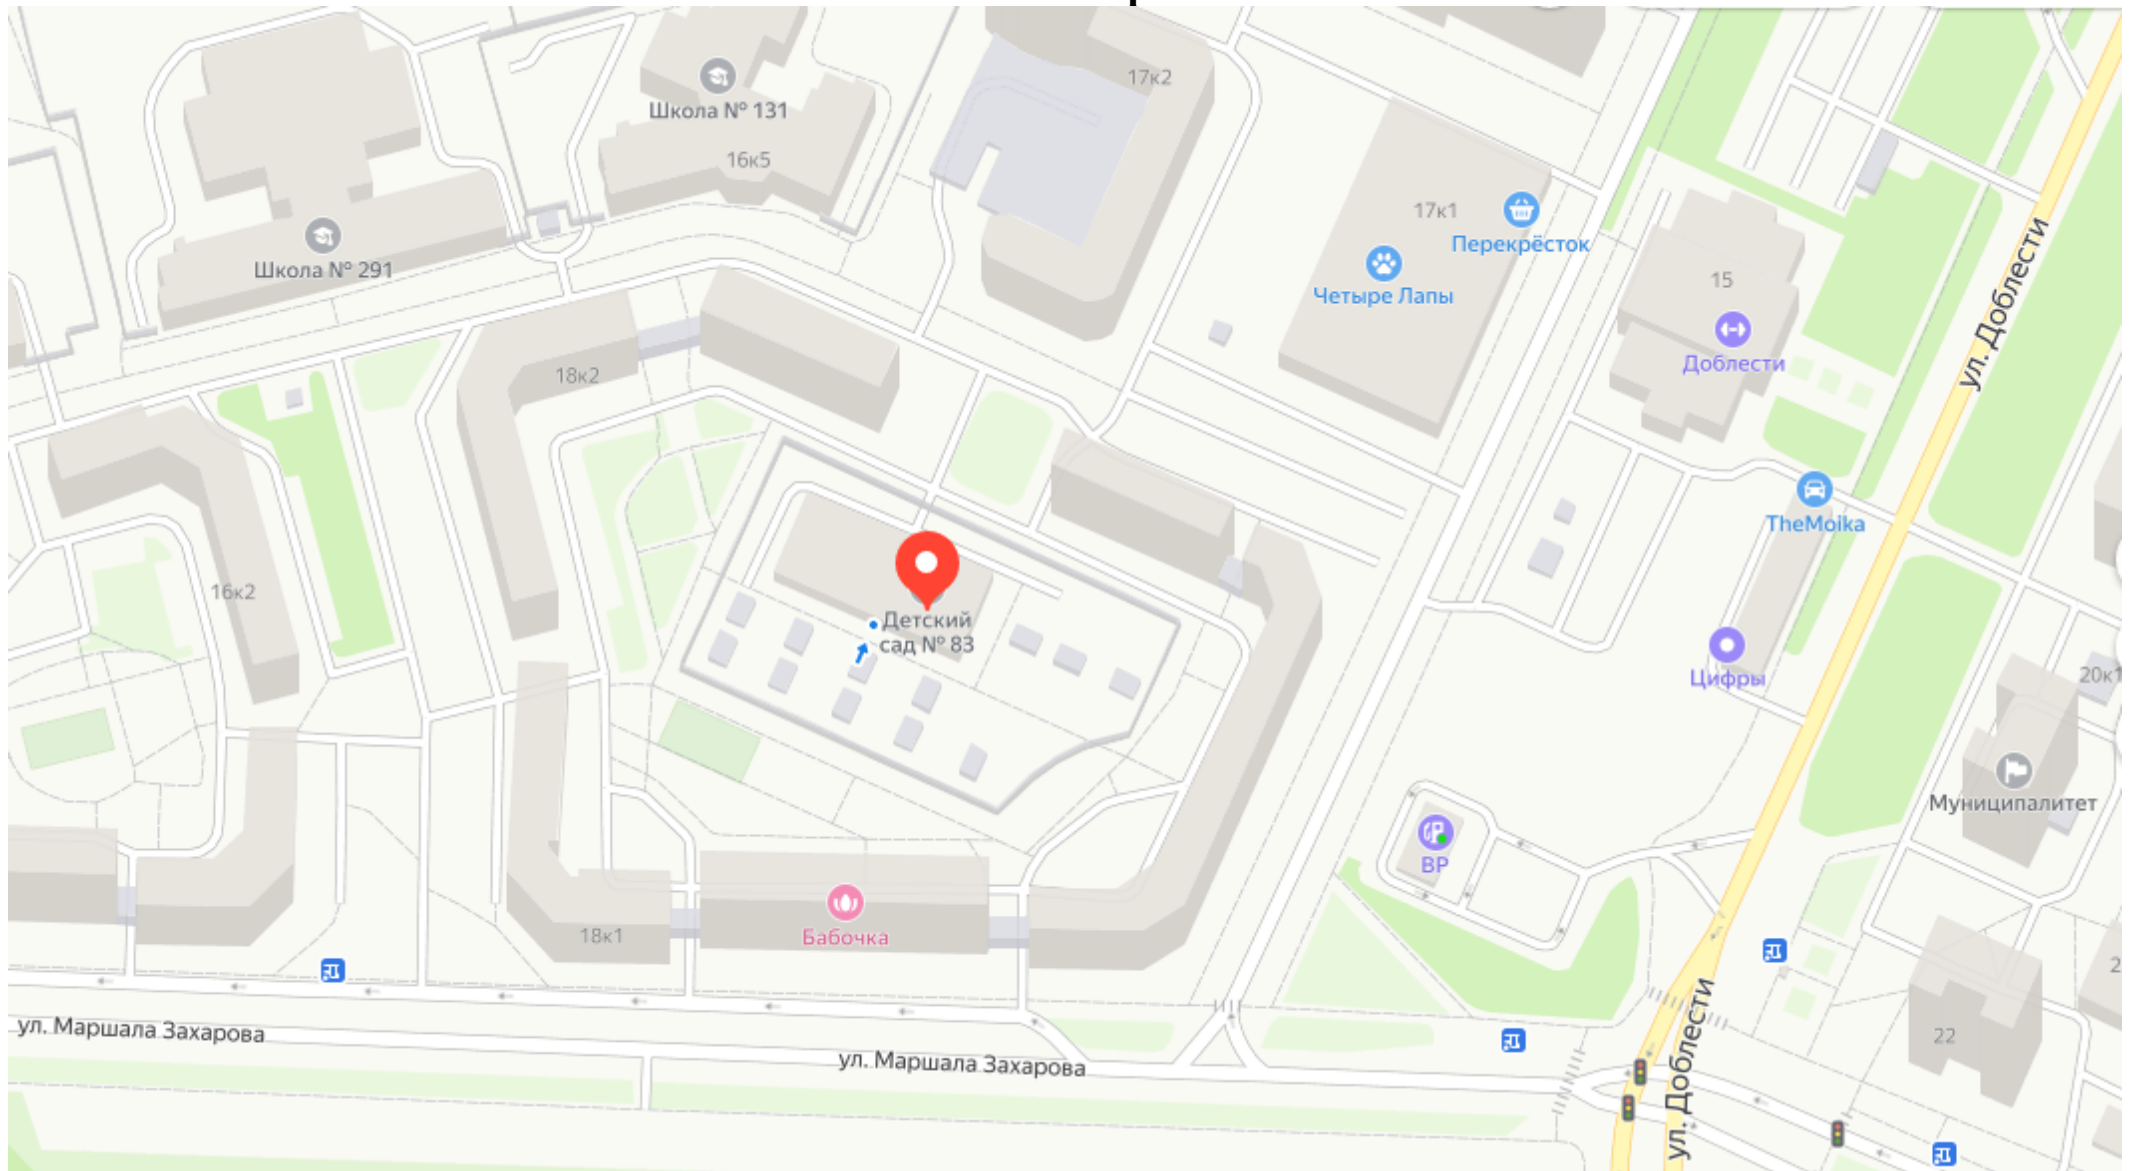 17к2
Школа № 131
16к5
17к1
Перекрёсток
Школа № 291
Четыре Лапы
15
Доблести
ул. Доблести
18к2
TheMoika
16к2
Детский
сад № 83
Цифры
20к1
Муниципалитет
BP
18к1
Бабочка
22
ул. Маршала Захарова
ул. Маршала Захарова
ул. Доблести